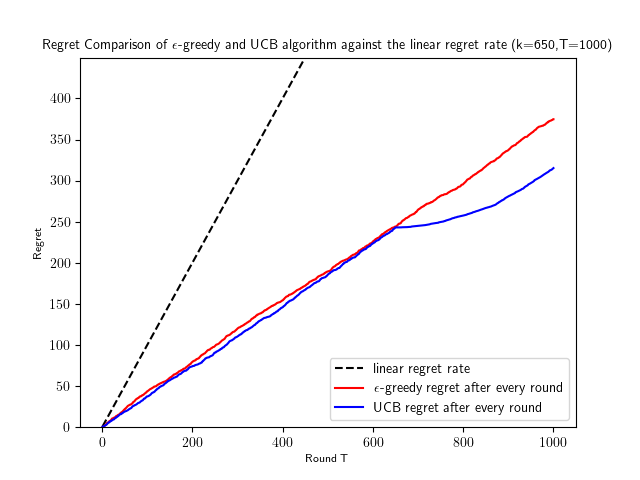 Regret Comparison of ϵ-greedy and UCB algorithm against the linear regret rate (k=650,T=1000)
400
350
300
250
200
150
100
50
0
Regret
0 200 400 600 800 1000
Round T
linear regret rate
ϵ-greedy regret after every round
UCB regret after every round